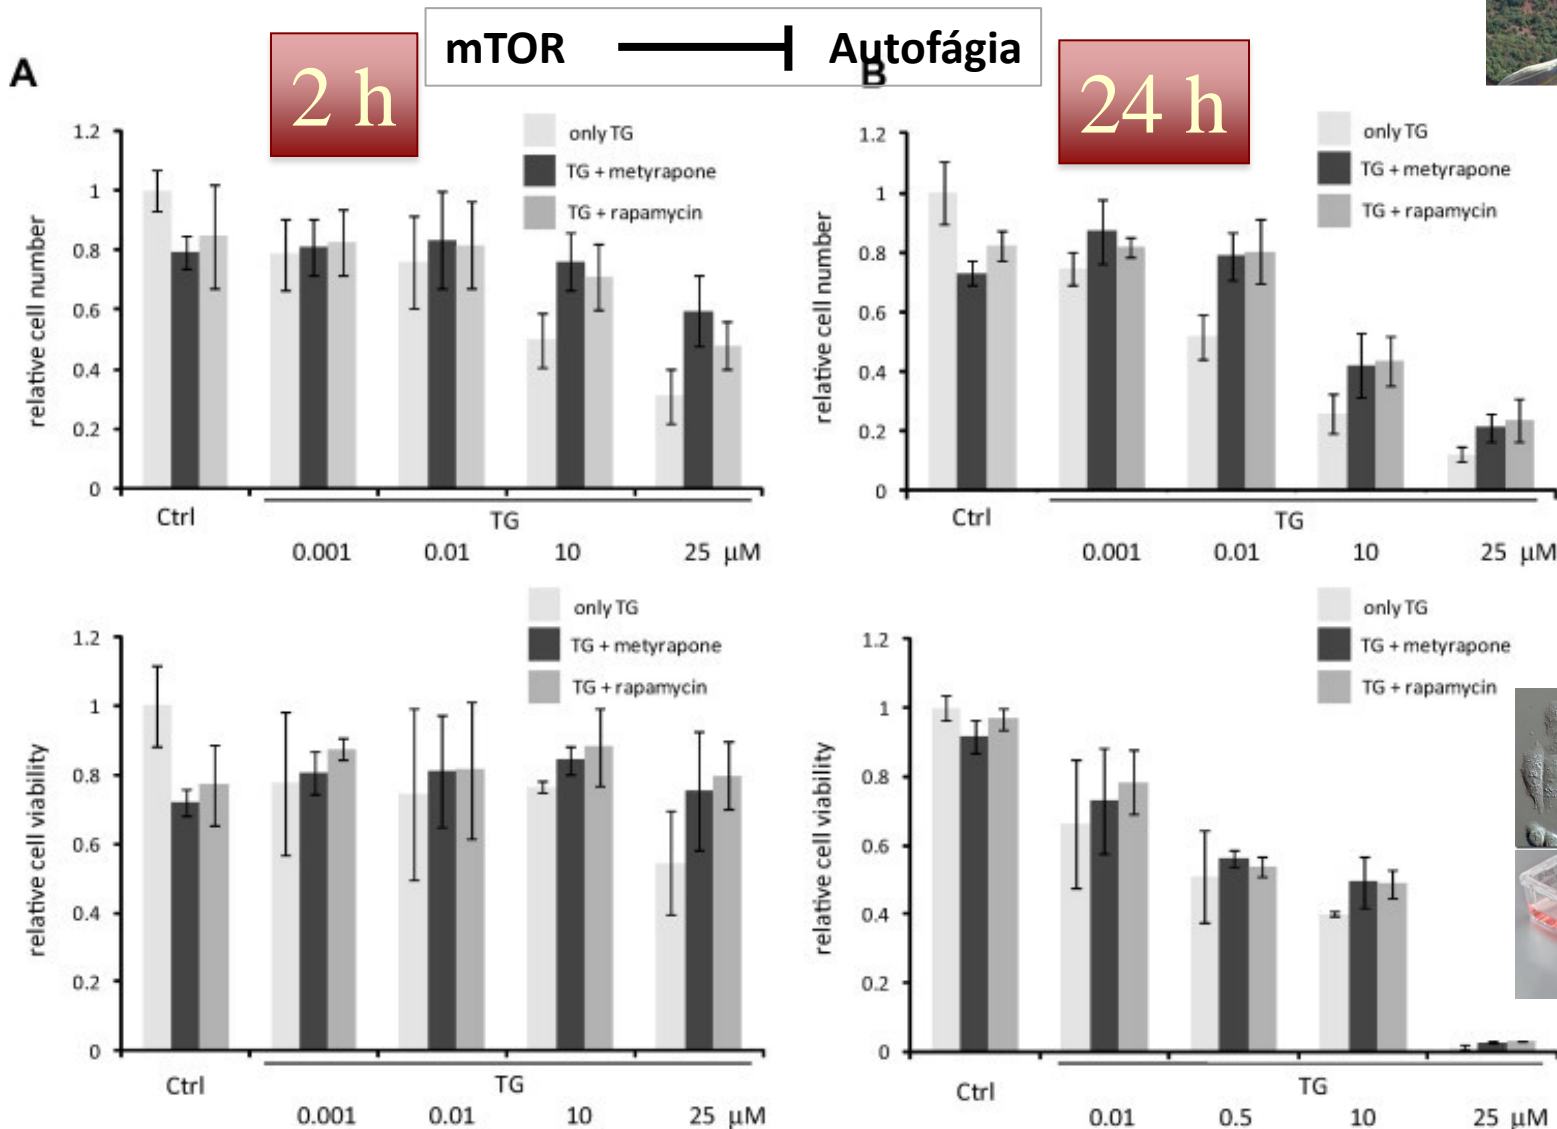 mTOR Autofágia
A
2 h
B
24 h
only TG
TG + metyrapone
TG + rapamycin
relative cell number
1.2
1
0.8
0.6
0.4
0.2
0
Ctrl
TG
0.001 0.01 10 25 μM
only TG
TG + metyrapone
TG + rapamycin
relative cell number
1.2
1
0.8
0.6
0.4
0.2
0
Ctrl
TG
0.001 0.01 10 25 μM
only TG
TG + metyrapone
TG + rapamycin
relative cell viability
1.2
1
0.8
0.6
0.4
0.2
0
Ctrl
TG
0.001 0.01 10 25 μM
only TG
TG + metyrapone
TG + rapamycin
relative cell viability
1.2
1
0.8
0.6
0.4
0.2
0
Ctrl
TG
0.01 0.5 10 25 μM